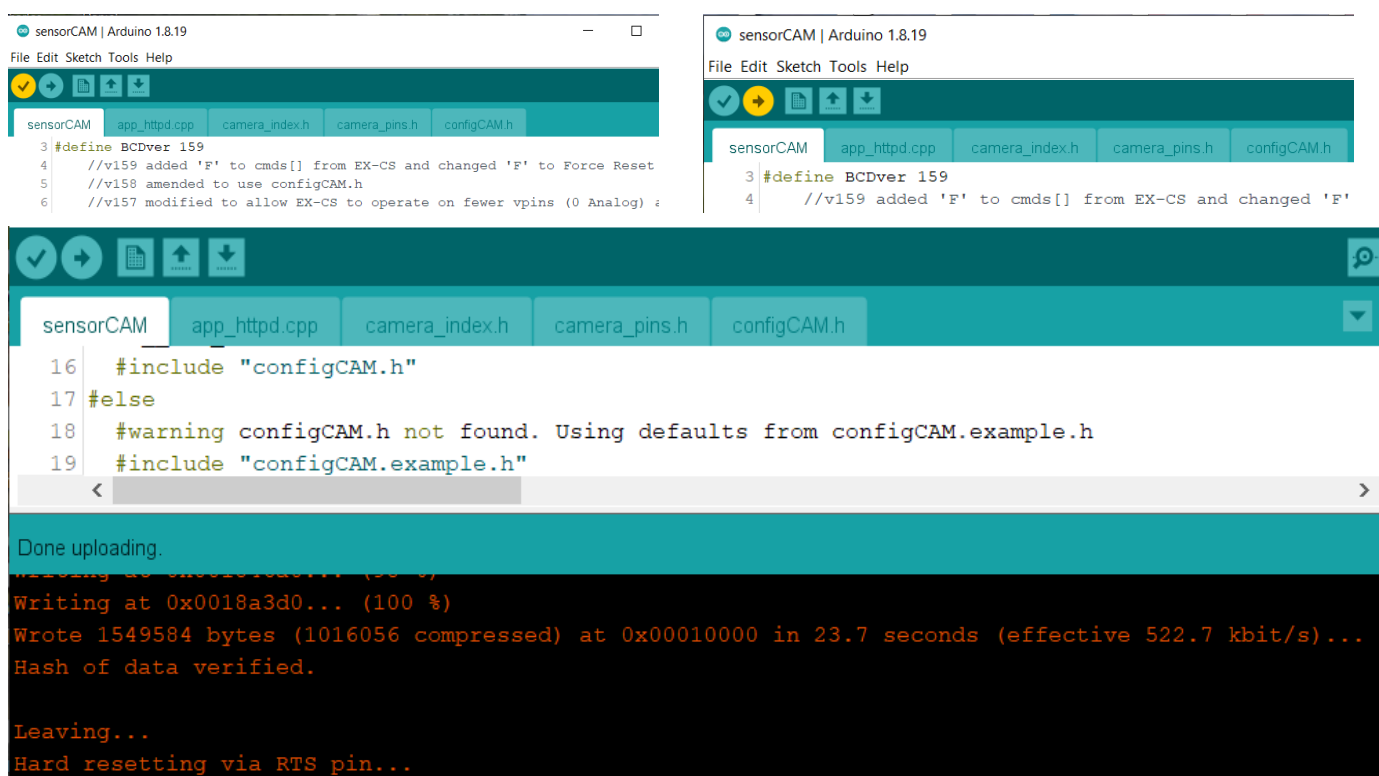 sensorCAM | Arduino 1.8.19
File Edit Sketch Tools Help
sensorCAM app_httpd.cpp camera_index.h camera_pins.h configCAM.h
3 #define BCDver 159
4 //v159 added 'F' to cmds[] from EX-CS and changed 'F' to Force Reset
5 //v158 amended to use configCAM.h
6 //v157 modified to allow EX-CS to operate on fewer vpins (0 Analog) a
sensorCAM | Arduino 1.8.19
File Edit Sketch Tools Help
sensorCAM app_httpd.cpp camera_index.h camera_pins.h configCAM.h
3 #define BCDver 159
4 //v159 added 'F' to cmds[] from EX-CS and changed 'F'
sensorCAM app_httpd.cpp camera_index.h camera_pins.h configCAM.h
16 #include "configCAM.h"
17 #else
18 #warning configCAM.h not found. Using defaults from configCAM.example.h
19 #include "configCAM.example.h"
Done uploading.
Writing at 0x0018a3d0... (100 %)
Wrote 1549584 bytes (1016056 compressed) at 0x00010000 in 23.7 seconds (effective 522.7 kbit/s)...
Hash of data verified.
Leaving...
Hard resetting via RTS pin...